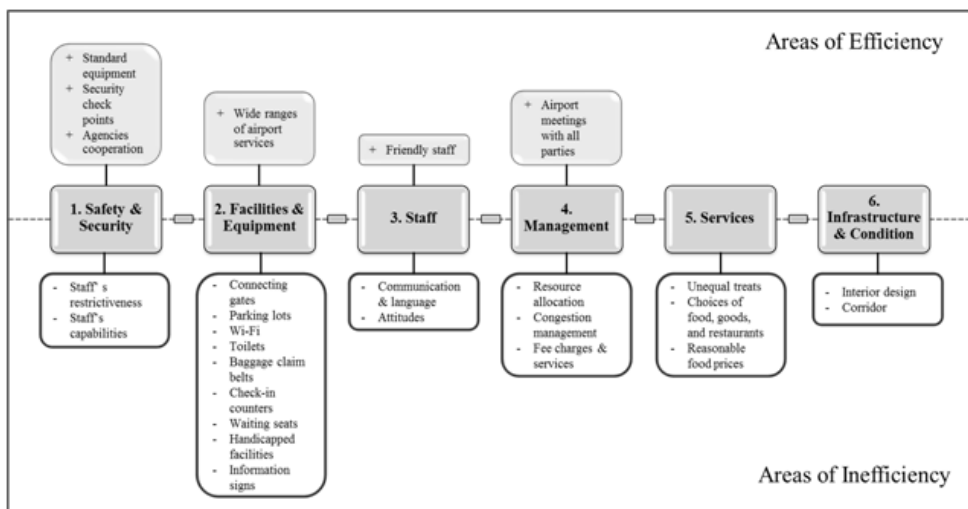 Areas of Efficiency
+ Standard
equipment
+ Security
check
points
+ Agencies
cooperation
+ Wide ranges
of airport
services
+ Friendly staff
+ Airport
meetings
with all
parties
1. Safety &
Security
2. Facilities &
Equipment
3. Staff
4.
Management
5. Services
6.
Infrastructure
& Condition
- Staff' s
restrictiveness
- Staff's
capabilities
- Connecting
gates
- Parking lots
- Wi-Fi
- Toilets
- Baggage claim
belts
- Check-in
counters
- Waiting seats
- Handicapped
facilities
- Information
signs
- Communication
& language
- Attitudes
- Resource
allocation
- Congestion
management
- Fee charges &
services
- Unequal treats
- Choices of
food, goods,
and restaurants
- Reasonable
food prices
- Interior design
- Corridor
Areas of Inefficiency